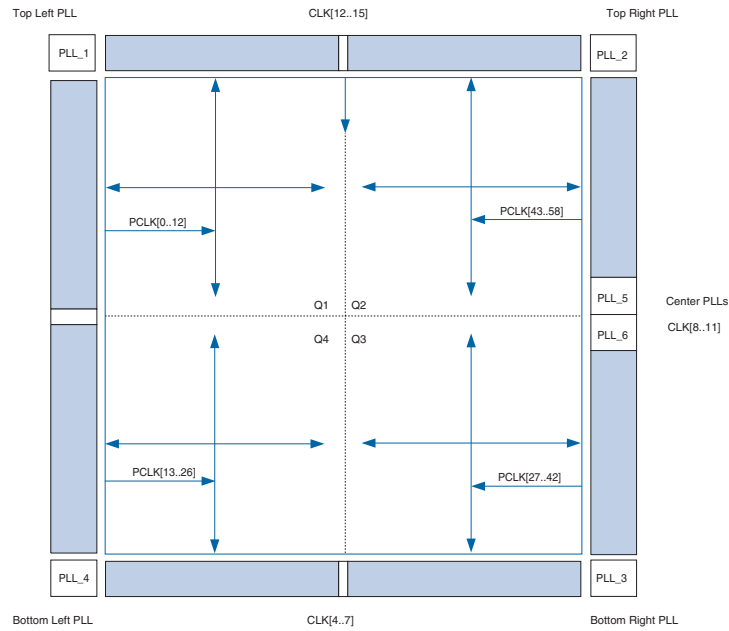 Top Left PLL
CLK[12..15]
Top Right PLL
PLL_1
PLL_2
PCLK[0..12]
PCLK[43..58]
PLL_5
Center PLLs
Q1
Q2
CLK[8..11]
PLL_6
Q4
Q3
PCLK[13..26]
PCLK[27..42]
PLL_4
PLL_3
Bottom Left PLL
CLK[4..7]
Bottom Right PLL